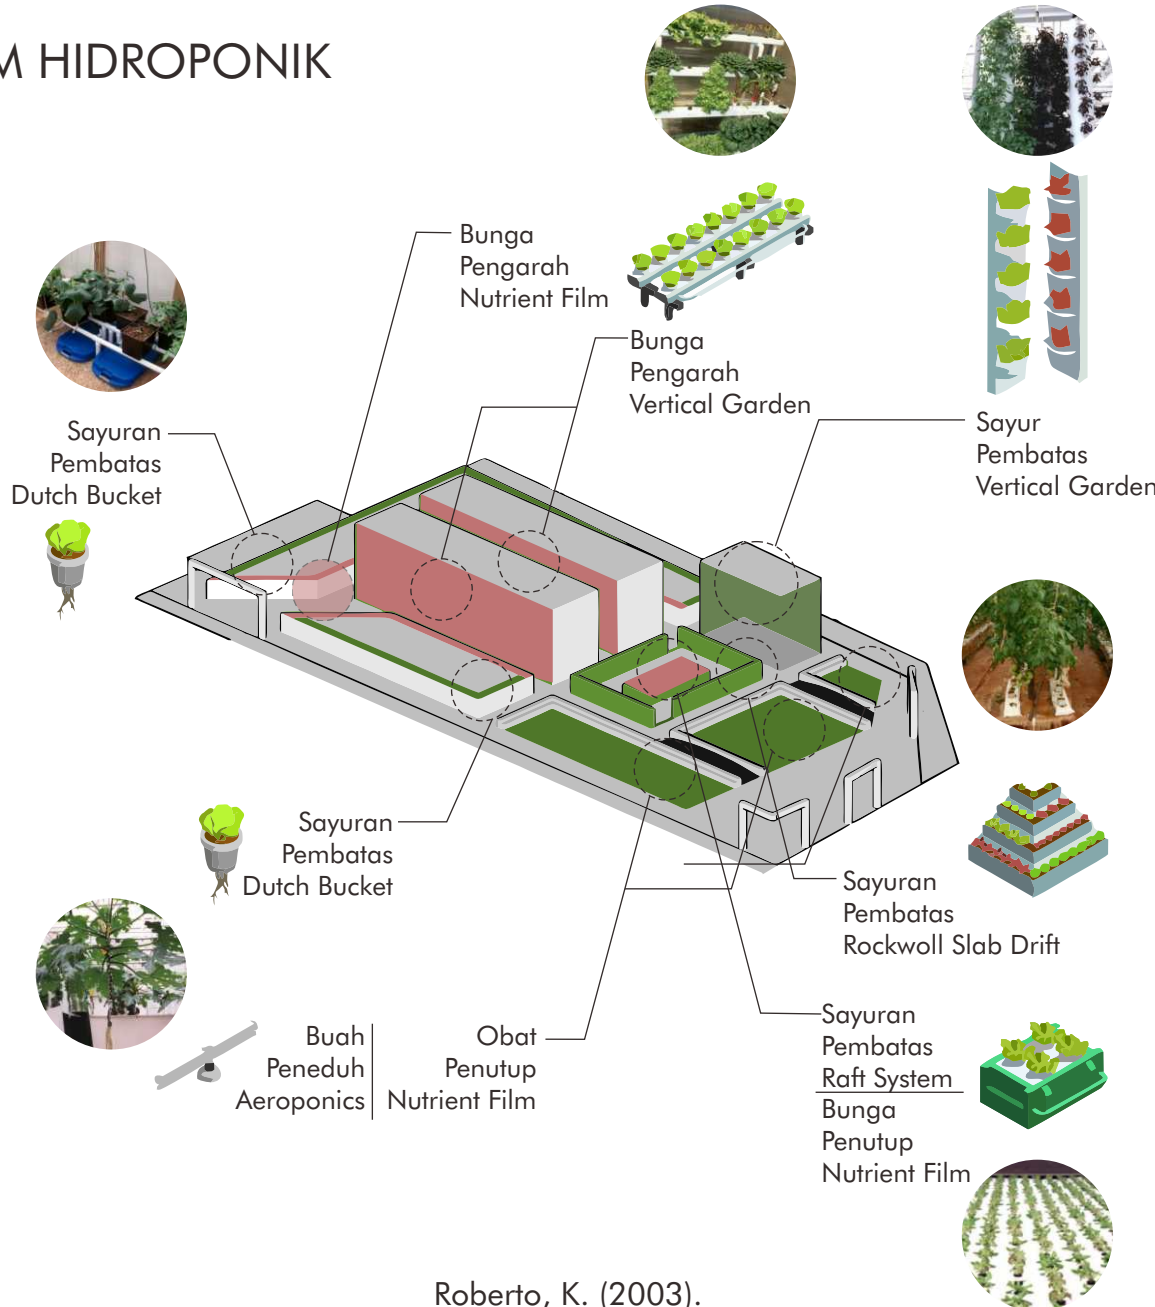 M HIDROPONIK
Bunga
Pengarah
Nutrient Film
Bunga
Pengarah
Vertical Garden
Sayur
Pembatas
Vertical Garden
Sayuran
Pembatas
Dutch Bucket
Sayuran
Pembatas
Dutch Bucket
Sayuran
Pembatas
Rockwoll Slab Drift
Buah
Peneduh
Aeroponics
Obat
Penutup
Nutrient Film
Sayuran
Pembatas
Raft System
Bunga
Penutup
Nutrient Film
Roberto, K. (2003).